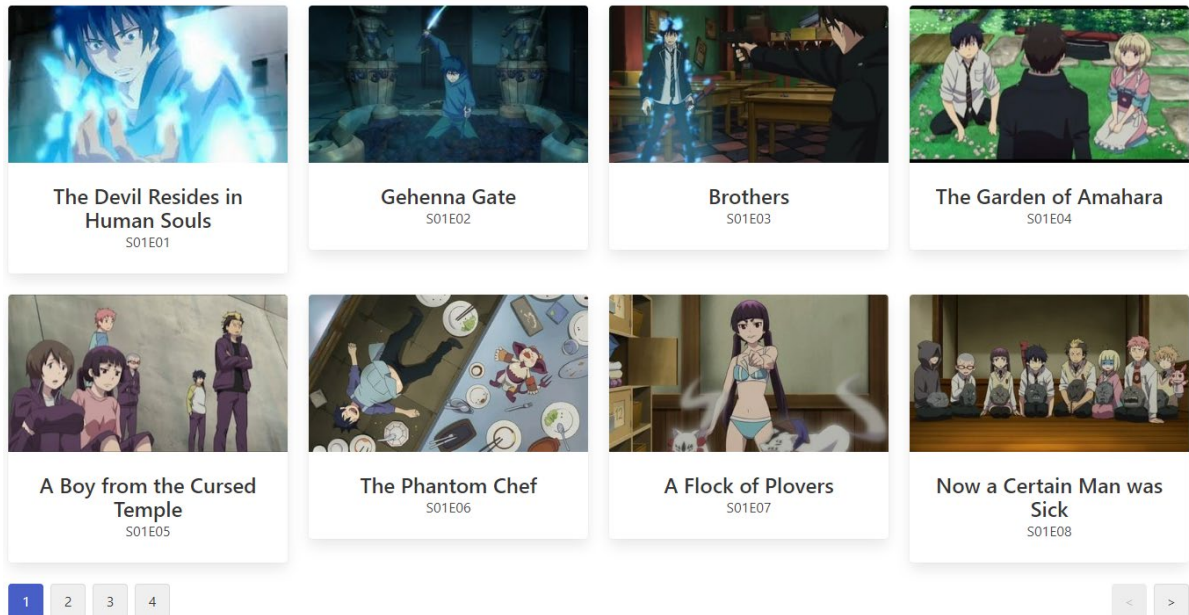 The Devil Resides in
Human Souls
S01E01
Gehenna Gate
S01E02
Brothers
S01E03
The Garden of Amahara
S01E04
A Boy from the Cursed
Temple
S01E05
The Phantom Chef
S01E06
A Flock of Plovers
S01E07
Now a Certain Man was
Sick
S01E08
1 2 3 4 < >